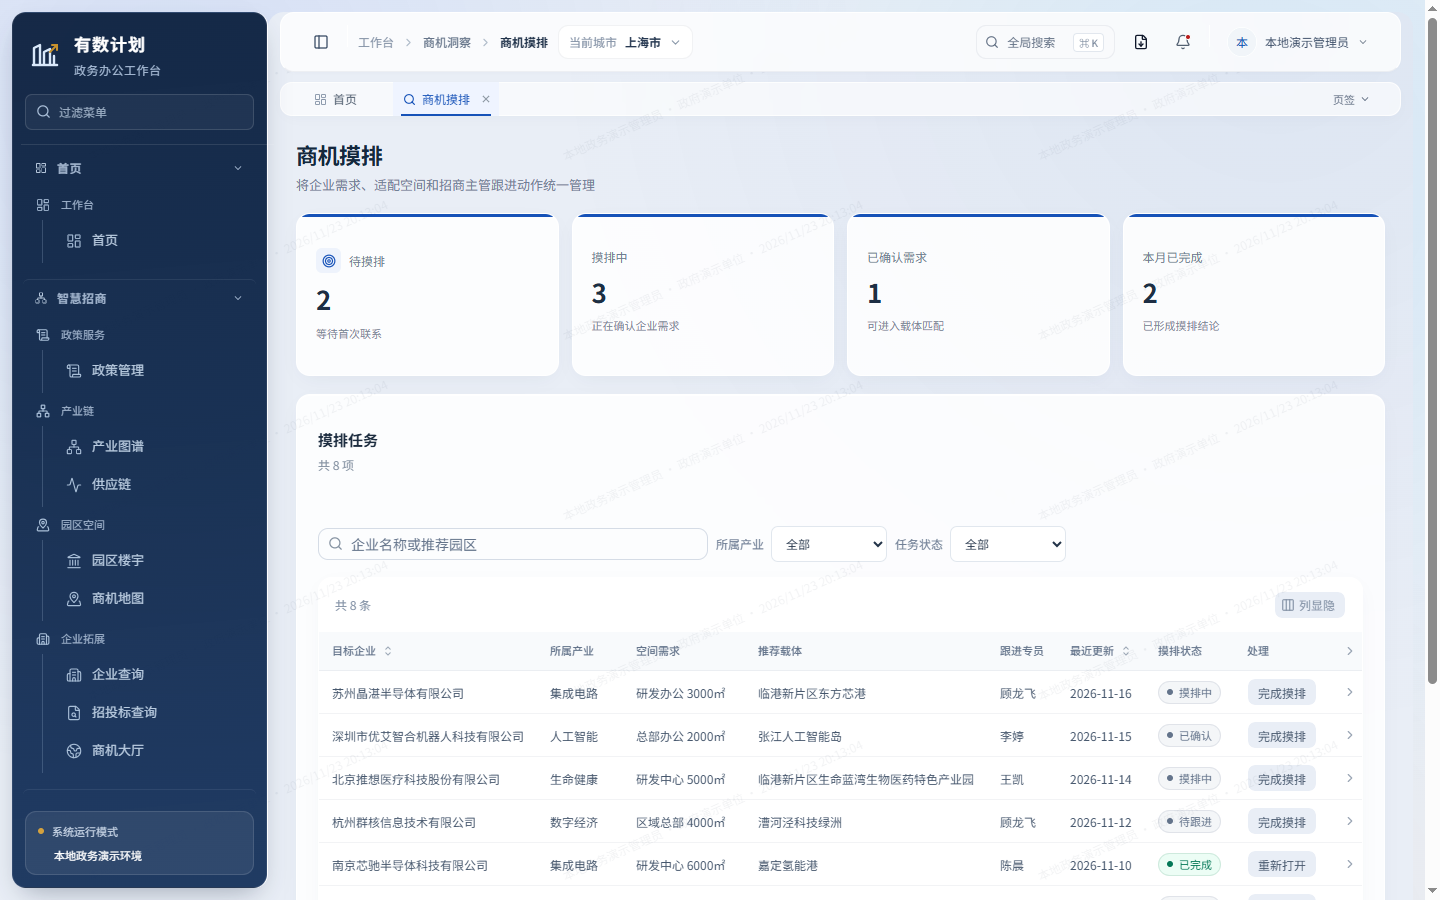 有数计划
政务办公工作台
过滤菜单
首页
工作台
首页
智慧招商
政策服务
政策管理
产业链
产业图谱
供应链
园区空间
园区楼宇
商机地图
企业拓展
企业查询
招投标查询
商机大厅
系统运行模式
本地政务演示环境
工作台 > 商机洞察 > 商机摸排 当前城市 上海市
全局搜索 ⌘K
本 本地演示管理员
首页 商机摸排 × 页签
商机摸排
将企业需求、适配空间和招商主管跟进动作统一管理
待摸排
2
等待首次联系
摸排中
3
正在确认企业需求
已确认需求
1
可进入载体匹配
本月已完成
2
已形成摸排结论
摸排任务
共 8 项
企业名称或推荐园区 所属产业 全部 任务状态 全部
共 8 条 列显隐
目标企业 所属产业 空间需求 推荐载体 跟进专员 最近更新 摸排状态 处理
苏州晶湛半导体有限公司 集成电路 研发办公 3000㎡ 临港新片区东方芯港 顾龙飞 2026-11-16 摸排中 完成摸排
深圳市优艾智合机器人科技有限公司 人工智能 总部办公 2000㎡ 张江人工智能岛 李婷 2026-11-15 已确认 完成摸排
北京推想医疗科技股份有限公司 生命健康 研发中心 5000㎡ 临港新片区生命蓝湾生物医药特色产业园 王凯 2026-11-14 摸排中 完成摸排
杭州群核信息技术有限公司 数字经济 区域总部 4000㎡ 漕河泾科技绿洲 顾龙飞 2026-11-12 待跟进 完成摸排
南京芯驰半导体科技有限公司 集成电路 研发中心 6000㎡ 嘉定氢能港 陈晨 2026-11-10 已完成 重新打开
本地政务演示管理员 · 政府演示单位 · 2026/11/23 20:13:04